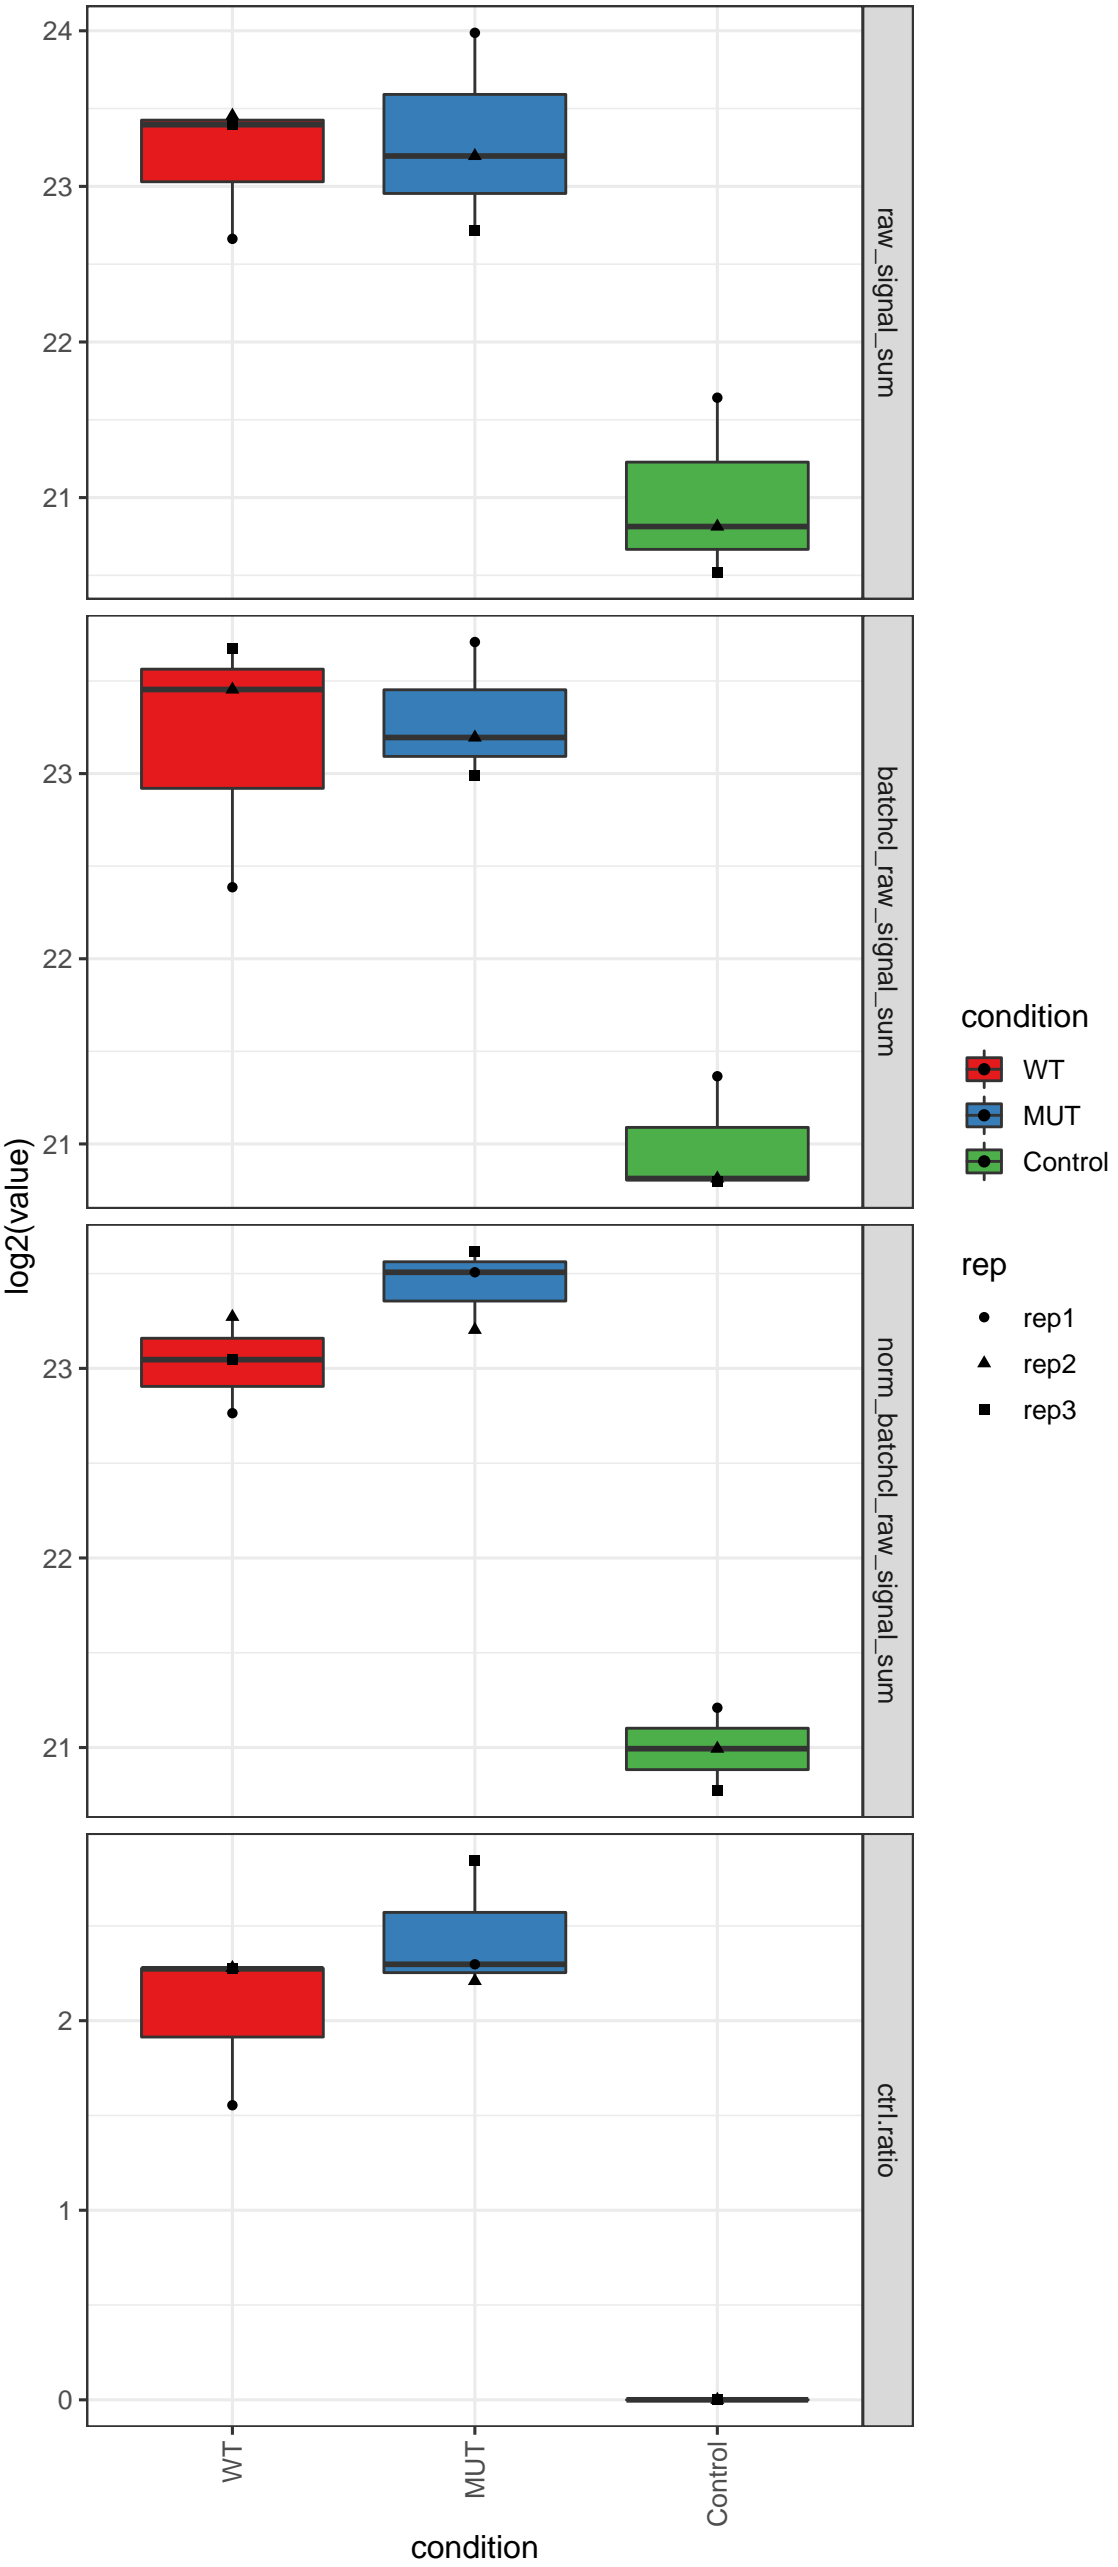 24
23
22
21
raw_signal_sum
23
22
21
batchcl_raw_signal_sum
23
22
21
norm_batchcl_raw_signal_sum
2
1
0
ctrl.ratio
log2(value)
WT
MUT
Control
condition
condition
WT
MUT
Control
rep
rep1
rep2
rep3